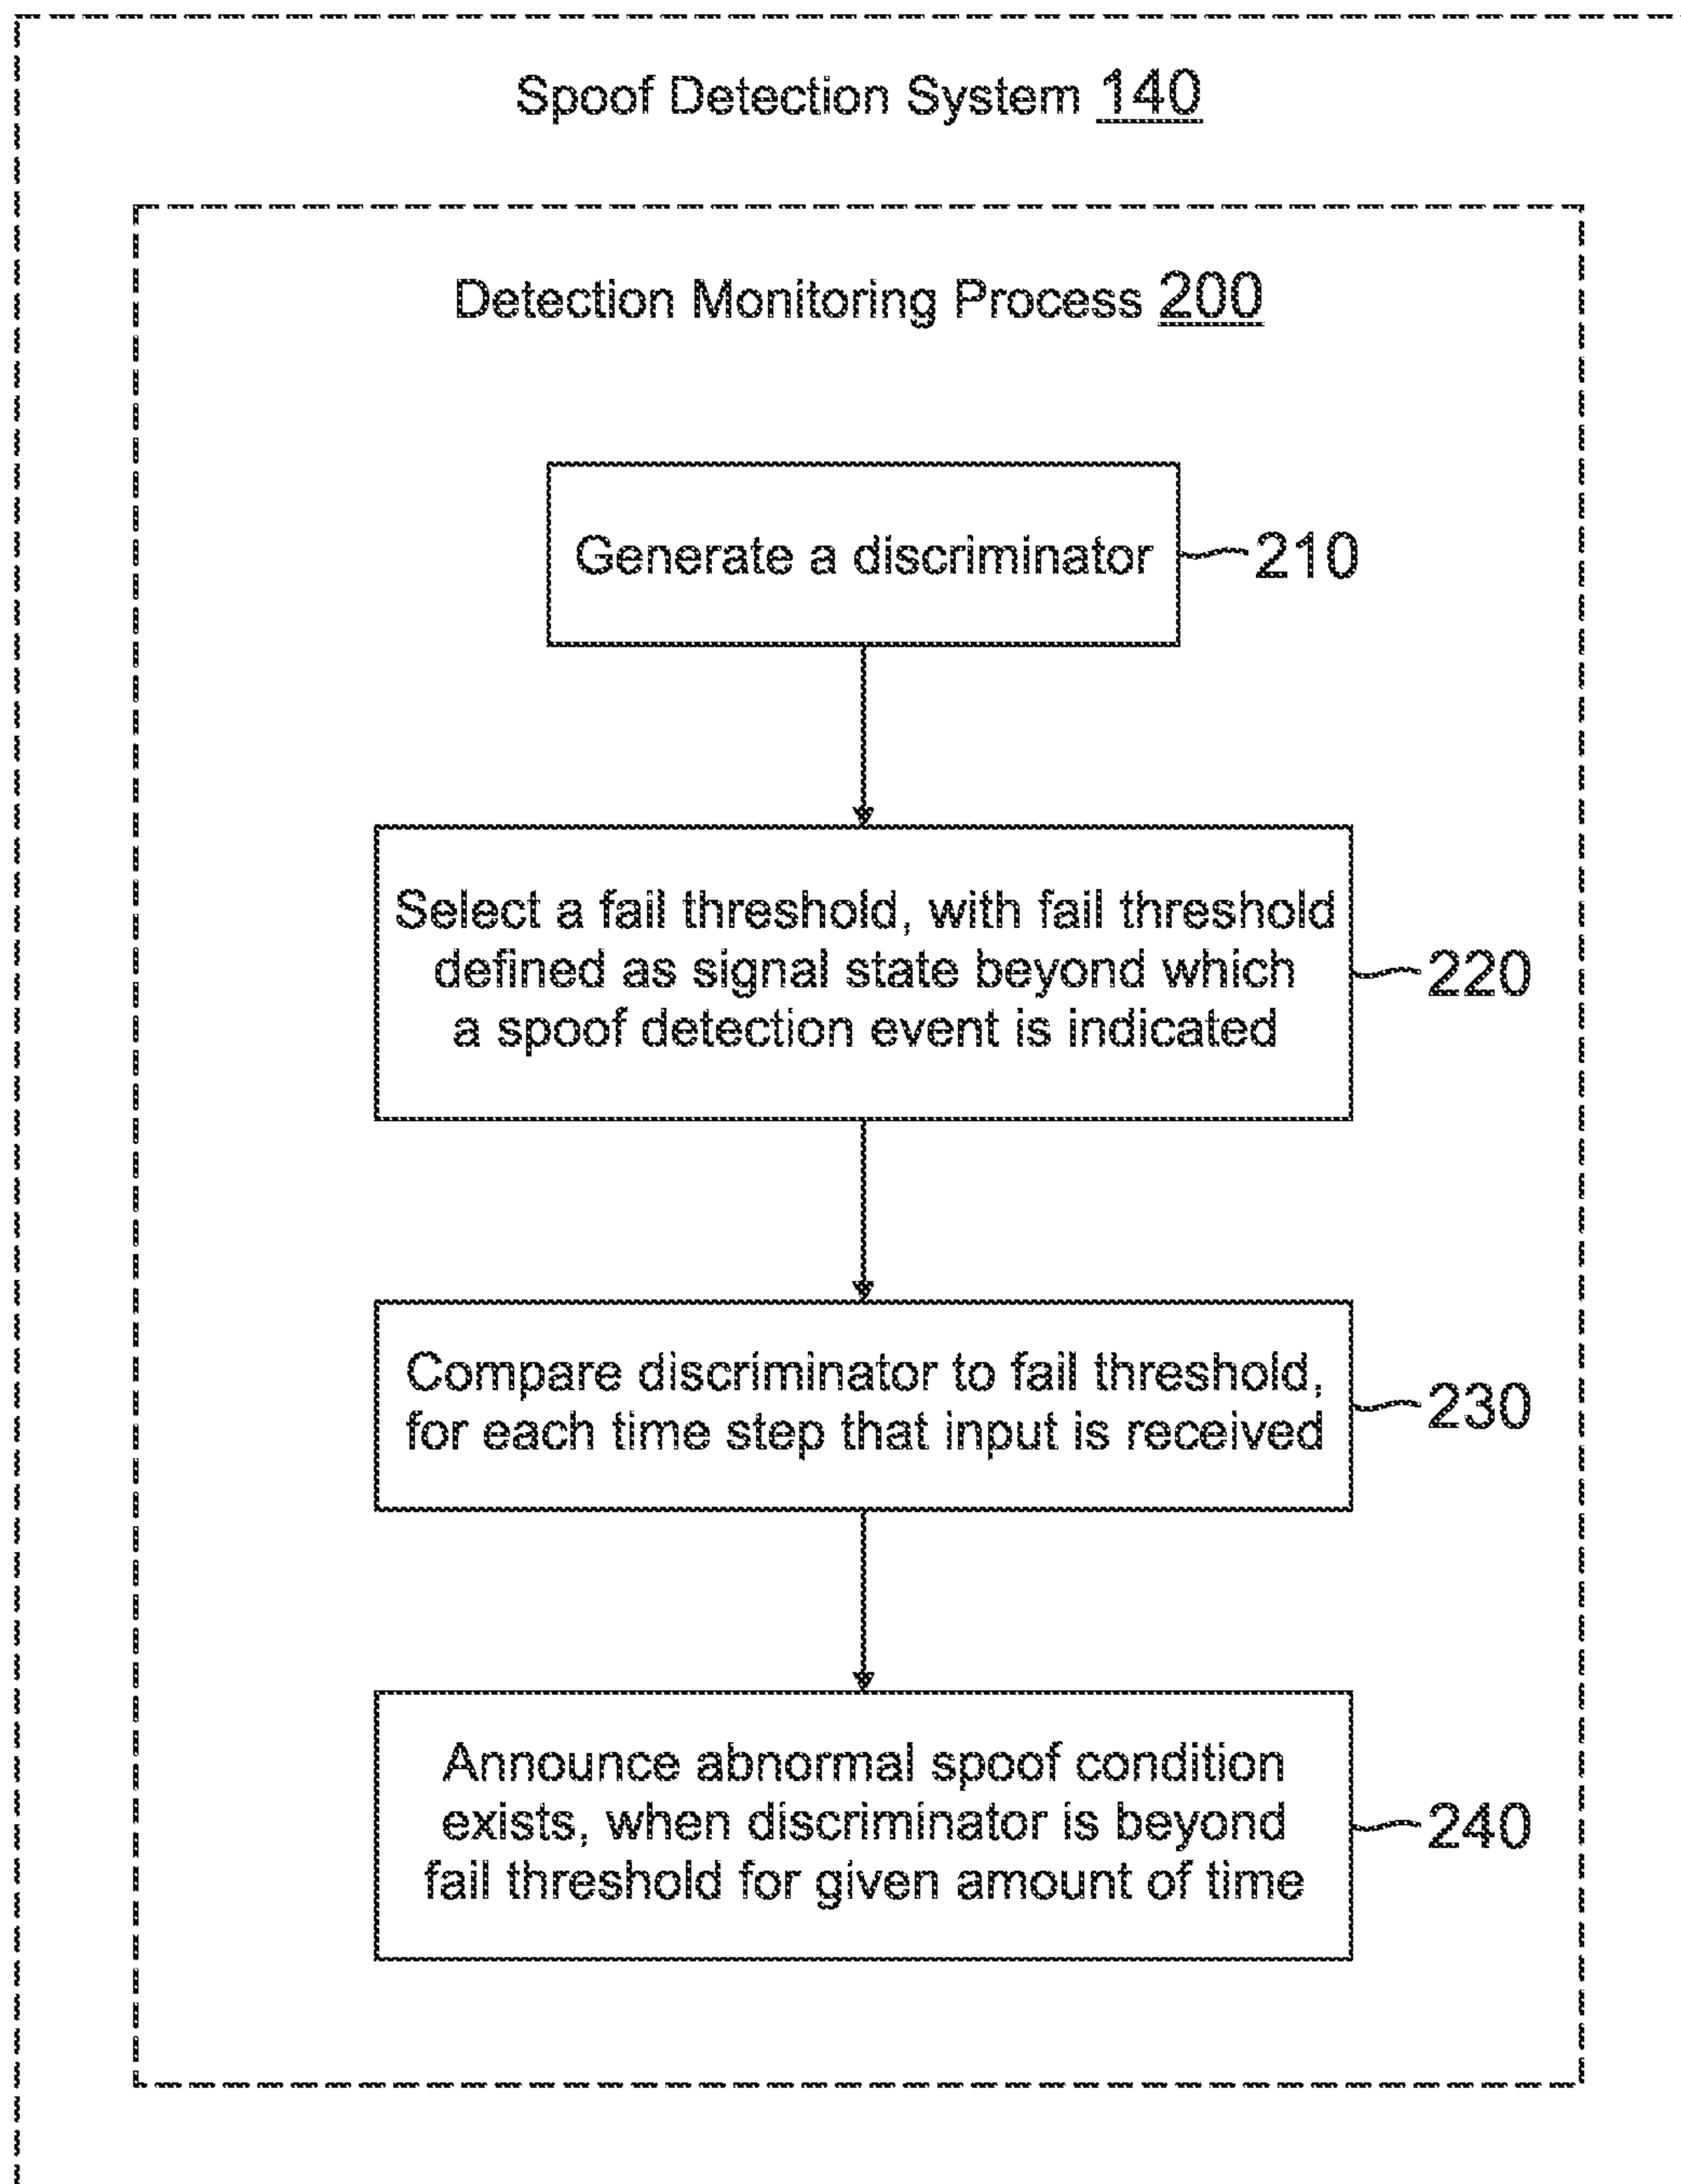 Spoof Detection System 140
Detection Monitoring Process 200
Generate a discriminator
210
Select a fail threshold, with fail threshold
defined as signal state beyond which
a spoof detection event is indicated
220
Compare discriminator to fail threshold,
for each time step that input is received
230
Announce abnormal spoof condition
exists, when discriminator is beyond
fail threshold for given amount of time
240